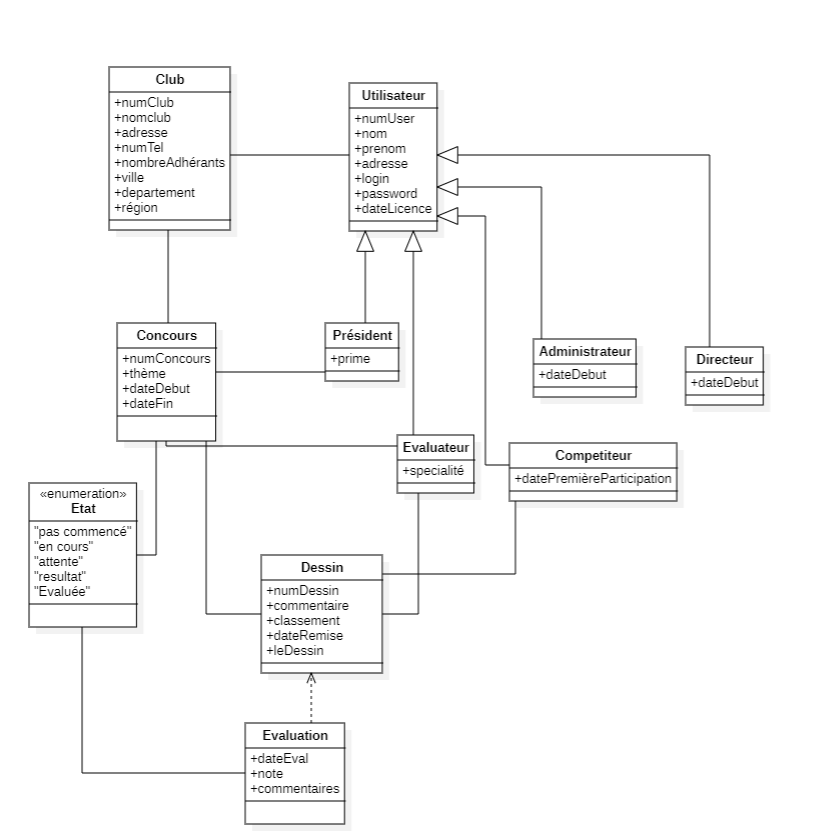 Club
+numClub
+nomclub
+adresse
+numTel
+nombreAdhérants
+ville
+departement
+région
Utilisateur
+numUser
+nom
+prenom
+adresse
+login
+password
+dateLicence
Concours
+numConcours
+thème
+dateDebut
+dateFin
Président
+prime
Administrateur
+dateDebut
Directeur
+dateDebut
Evaluateur
+specialité
Competiteur
+datePremièreParticipation
«enumeration»
Etat
"pas commencé"
"en cours"
"attente"
"resultat"
"Evaluée"
Dessin
+numDessin
+commentaire
+classement
+dateRemise
+leDessin
Evaluation
+dateEval
+note
+commentaires